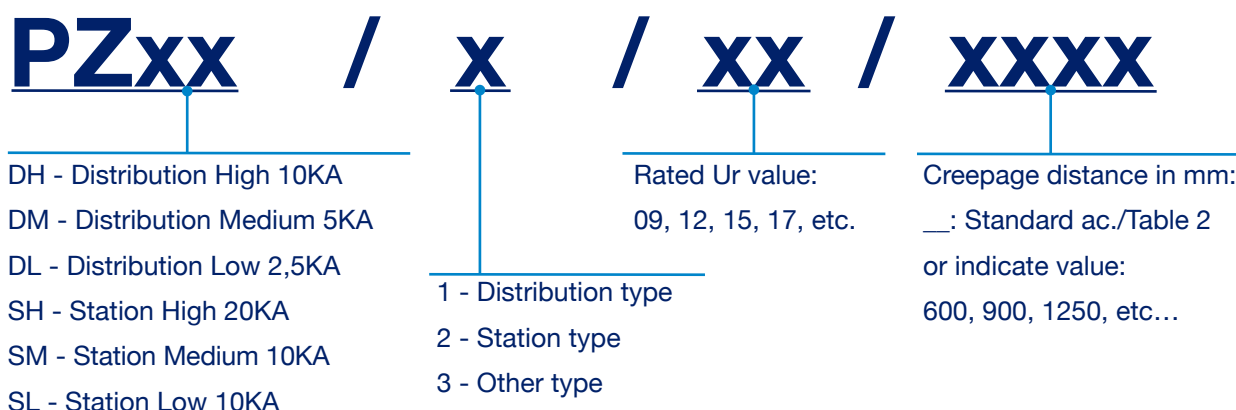 PZxx / x / xx / xxxx
DH - Distribution High 10KA
DM - Distribution Medium 5KA
DL - Distribution Low 2,5KA
SH - Station High 20KA
SM - Station Medium 10KA
SL - Station Low 10KA
1 - Distribution type
2 - Station type
3 - Other type
Rated Ur value:
09, 12, 15, 17, etc.
Creepage distance in mm:
__: Standard ac./Table 2
or indicate value:
600, 900, 1250, etc…